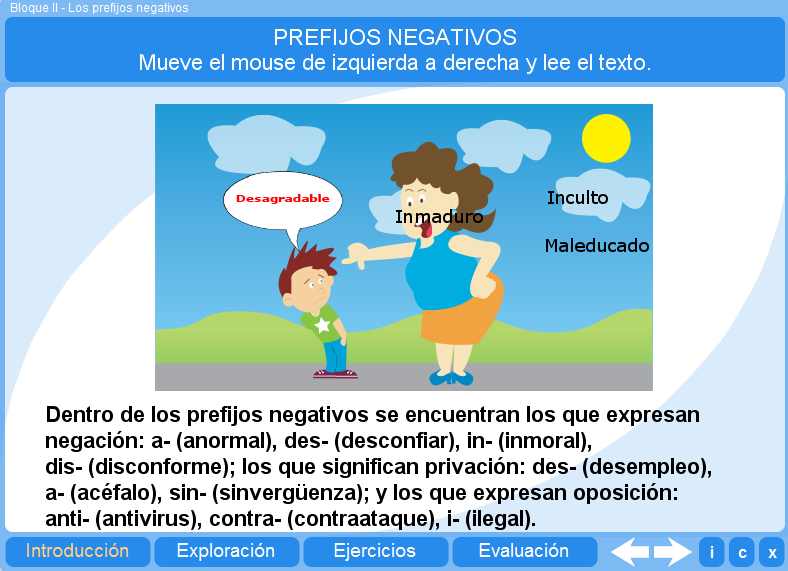 Bloque II - Los prefijos negativos
PREFIJOS NEGATIVOS
Mueve el mouse de izquierda a derecha y lee el texto.
Desagradable
Inmaduro
Inculto
Maleducado
Dentro de los prefijos negativos se encuentran los que expresan
negación: a- (anormal), des- (desconfiar), in- (inmoral),
dis- (disconforme); los que significan privación: des- (desempleo),
a- (acéfalo), sin- (sinvergüenza); y los que expresan oposición:
anti- (antivirus), contra- (contraataque), i- (ilegal).
Introducción
Exploración
Ejercicios
Evaluación
i
c
x